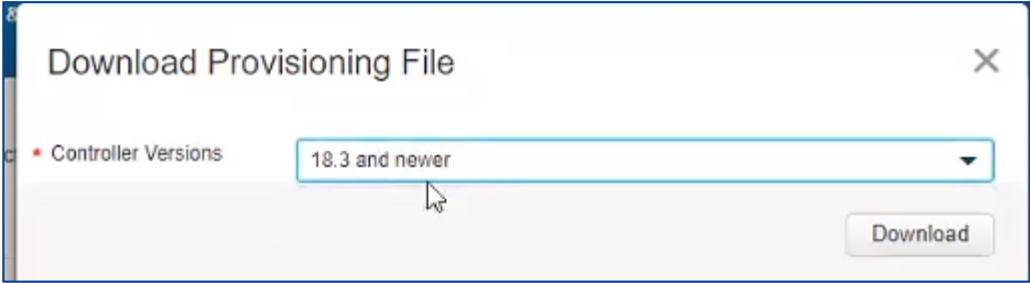 Download Provisioning File
* Controller Versions
18.3 and newer
Download